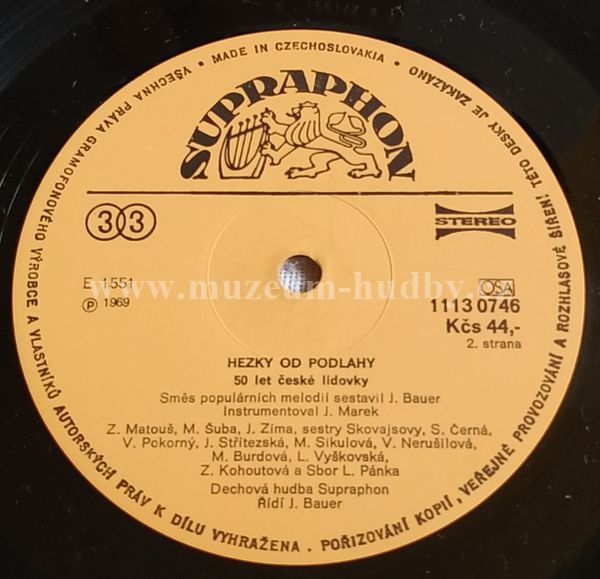 VŠECHNA PRÁVA GRAMOFONOVÉHO VÝROBCE A VLASTNÍKŮ AUTORSKÝCH PRÁV K DÍLU VYHRAŽENA . POŘIZOVÁNÍ KOPIÍ, VEŘEJNÉ PROVOZOVÁNÍ A ROZHLASOVÉ ŠÍŘENÍ TÉTO DESKY JE ZAKÁZÁNO • MADE IN CZECHOSLOVAKIA •
SUPRAPHON
33
STEREO
E 1551
OSA
℗ 1969
1113 0746
Kčs 44,-
2. strana
www.muzeum-hudby.
HEZKY OD PODLAHY
50 let české lidovky
Směs populárních melodií sestavil J. Bauer
Instrumentoval J. Marek
Z. Matouš, M. Šuba, J. Zíma, sestry Skovajsovy, S. Černá,
V. Pokorný, J. Střítezská, M. Sikulová, V. Nerušilová,
M. Burdová, L. Vyškovská,
Z. Kohoutová a Sbor L. Pánka
Dechová hudba Supraphon
Řídí J. Bauer